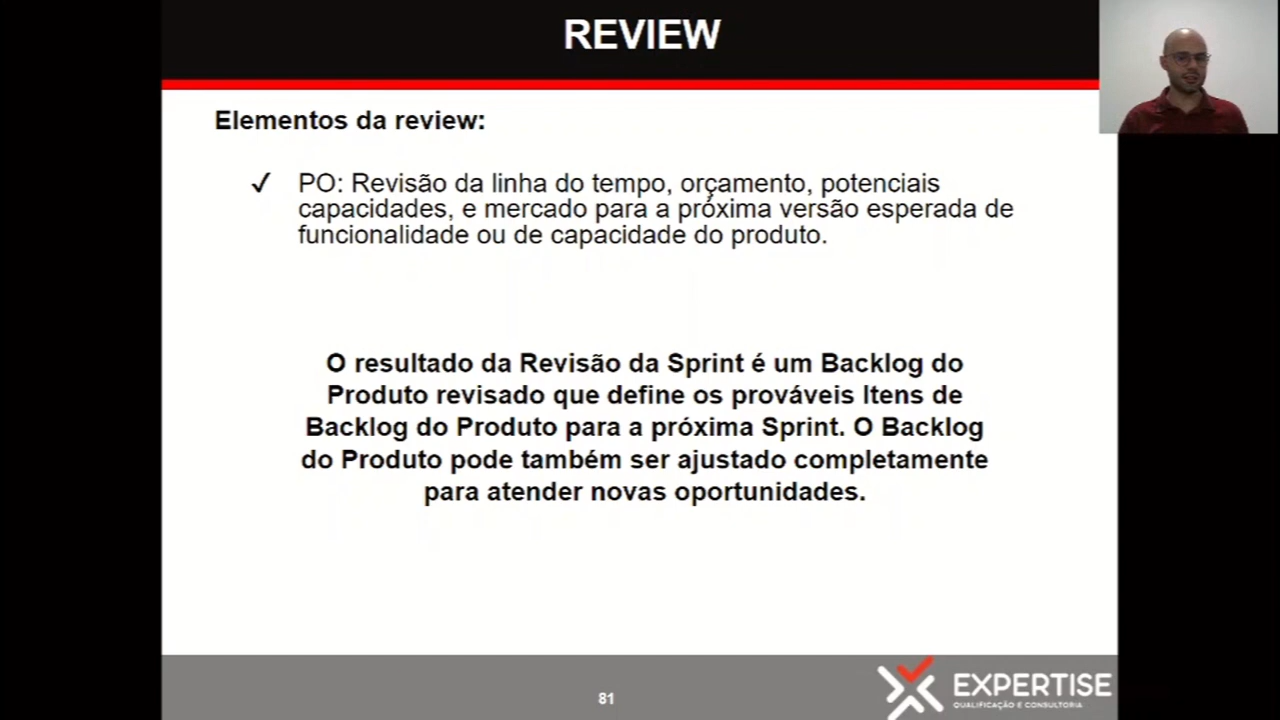 REVIEW
Elementos da review:
✓ PO: Revisão da linha do tempo, orçamento, potenciais
capacidades, e mercado para a próxima versão esperada de
funcionalidade ou de capacidade do produto.
O resultado da Revisão da Sprint é um Backlog do
Produto revisado que define os prováveis Itens de
Backlog do Produto para a próxima Sprint. O Backlog
do Produto pode também ser ajustado completamente
para atender novas oportunidades.
81
EXPERTISE
QUALIFICAÇÃO E CONSULTORIA